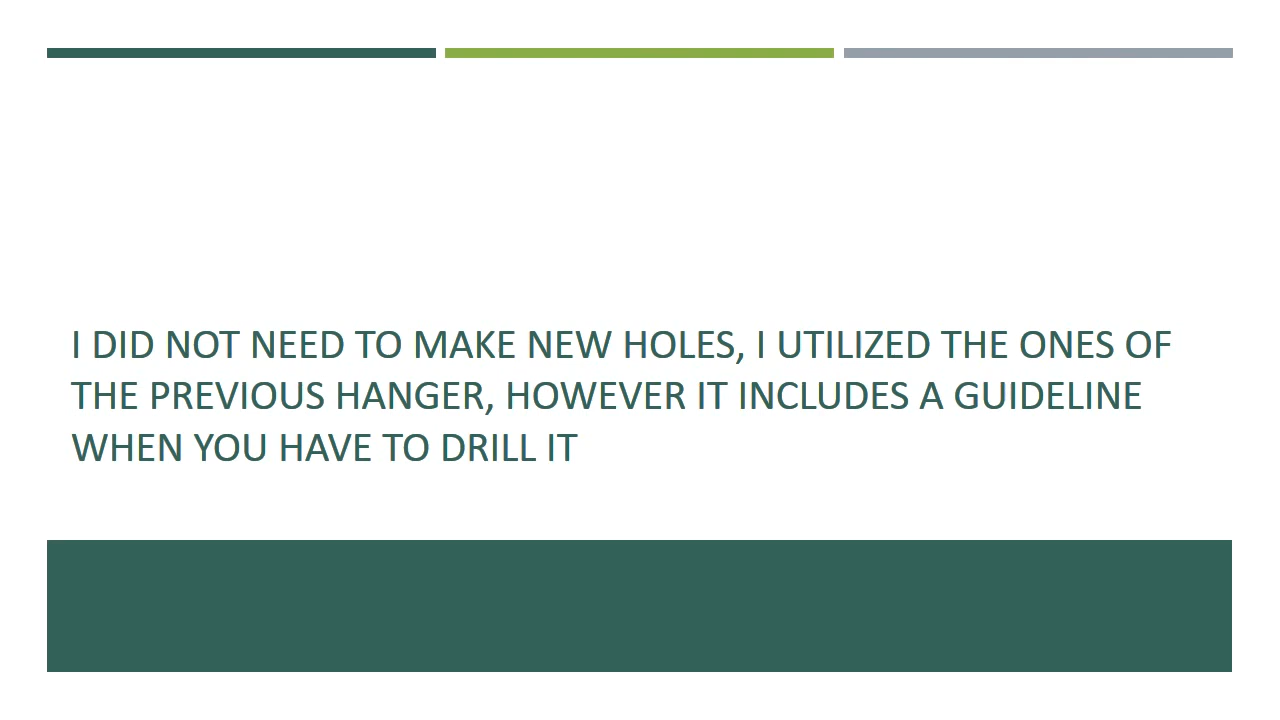 I DID NOT NEED TO MAKE NEW HOLES, I UTILIZED THE ONES OF
THE PREVIOUS HANGER, HOWEVER IT INCLUDES A GUIDELINE
WHEN YOU HAVE TO DRILL IT